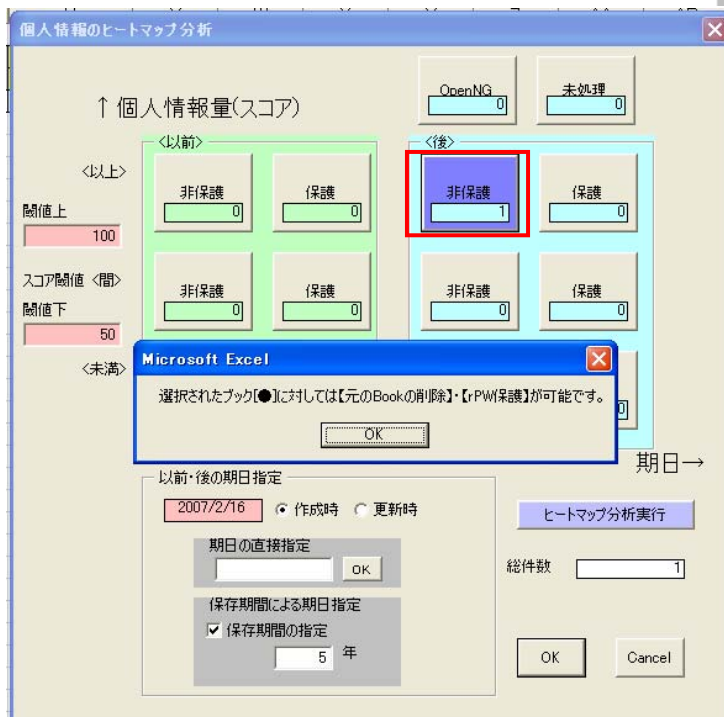 個人情報のヒートマップ分析
OpenNG
0
未処理
0
↑個人情報量(スコア)
<以前>
<後>
<以上>
非保護
0
保護
0
非保護
1
保護
0
閾値上
100
スコア閾値 <間>
非保護
0
保護
0
非保護
0
保護
0
閾値下
50
<未満>
Microsoft Excel
選択されたブック[●]に対しては【元のBookの削除】・【rPW保護】が可能です。
OK
0
期日→
以前・後の期日指定
2007/2/16
作成時
更新時
ヒートマップ分析実行
期日の直接指定
OK
総件数
1
保存期間による期日指定
保存期間の指定
5 年
OK
Cancel